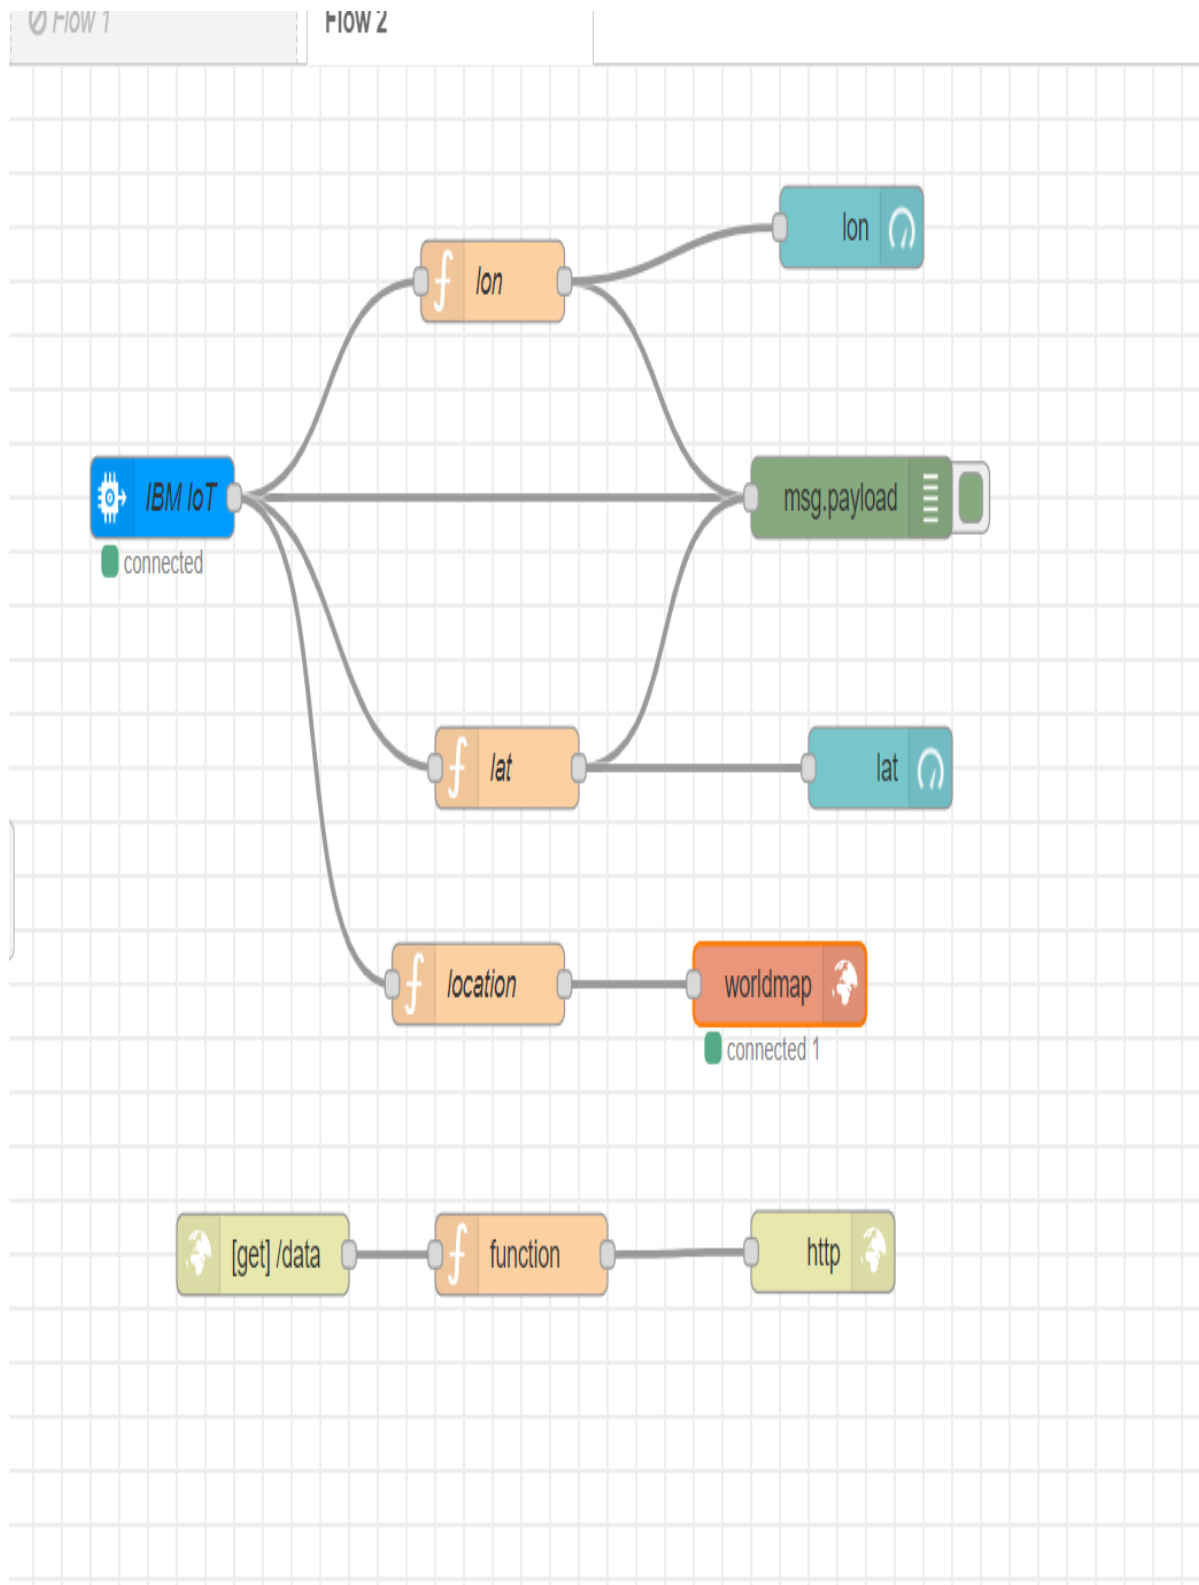 Flow 1
Flow 2
lon
lon
IBM IoT
msg.payload
connected
lat
lat
location
worldmap
connected 1
[get] /data
function
http